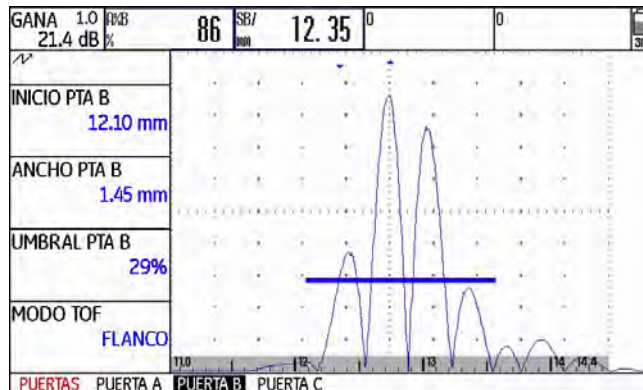 GANA 1.0
21.4 dB
A%B
%
86
SB/
mm
12.35
0
0
INICIO PTA B
12.10 mm
ANCHO PTA B
1.45 mm
UMBRAL PTA B
29%
MODO TOF
FLANCO
11.0 12 13 14 14.4
PUERTAS PUERTA A PUERTA B PUERTA C